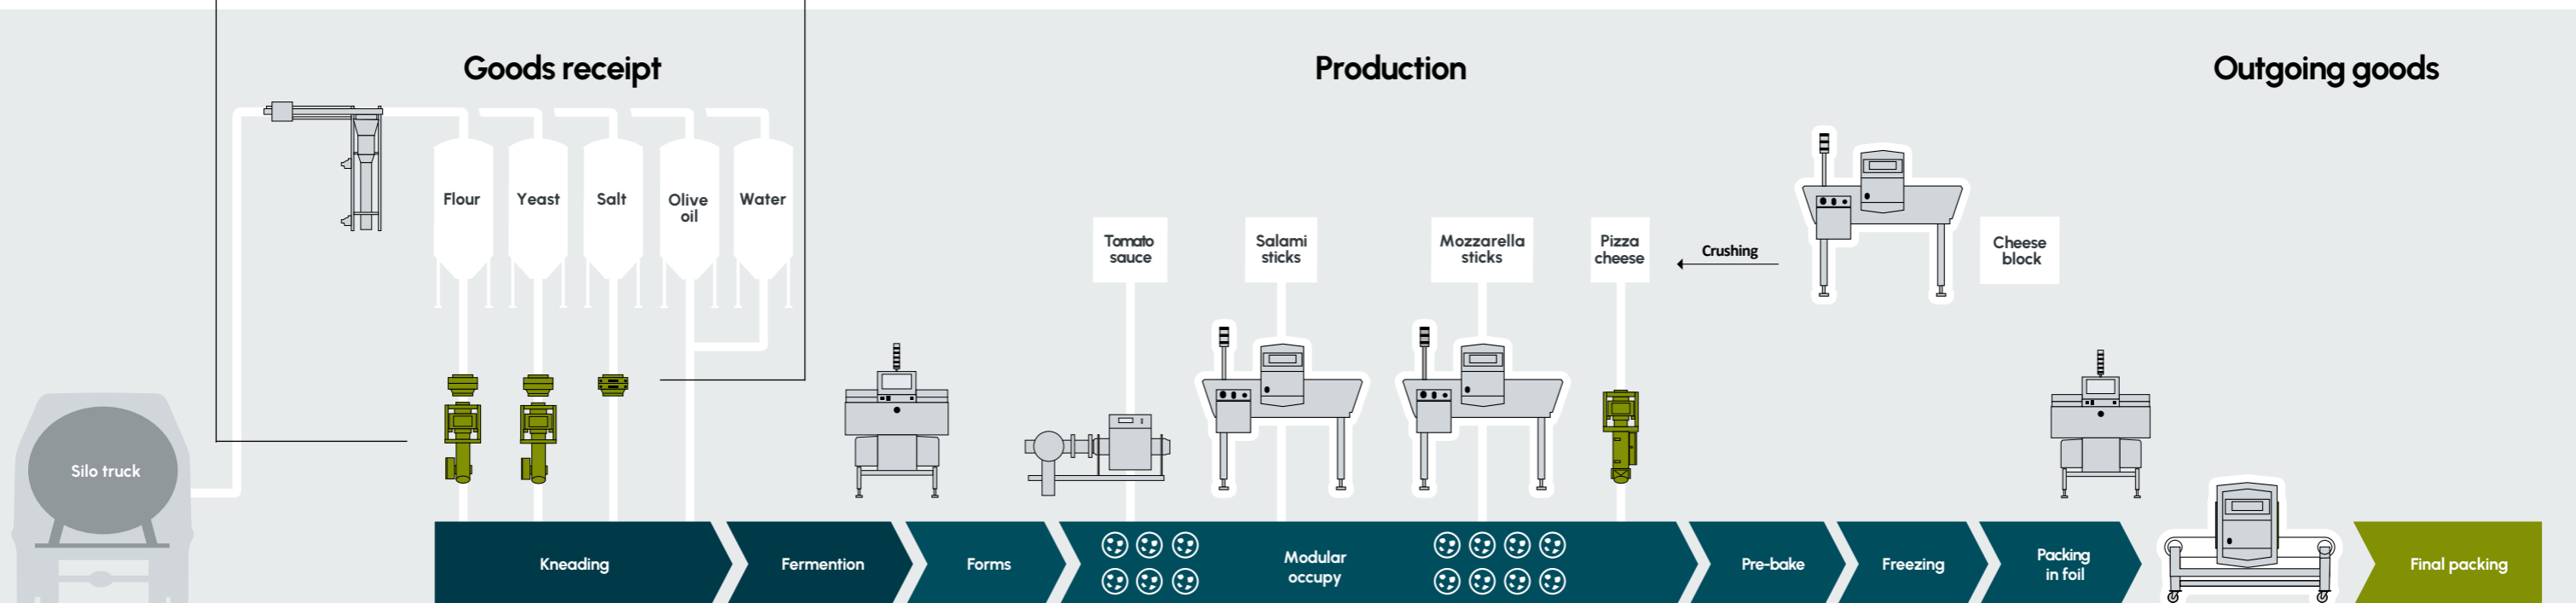 Goods receipt
Production
Outgoing goods
Flour
Yeast
Salt
Olive
oil
Water
Tomato
sauce
Salami
sticks
Mozzarella
sticks
Pizza
cheese
Crushing
Cheese
block
Silo truck
Kneading
Fermention
Forms
Modular
occupy
Pre-bake
Freezing
Packing
in foil
Final packing